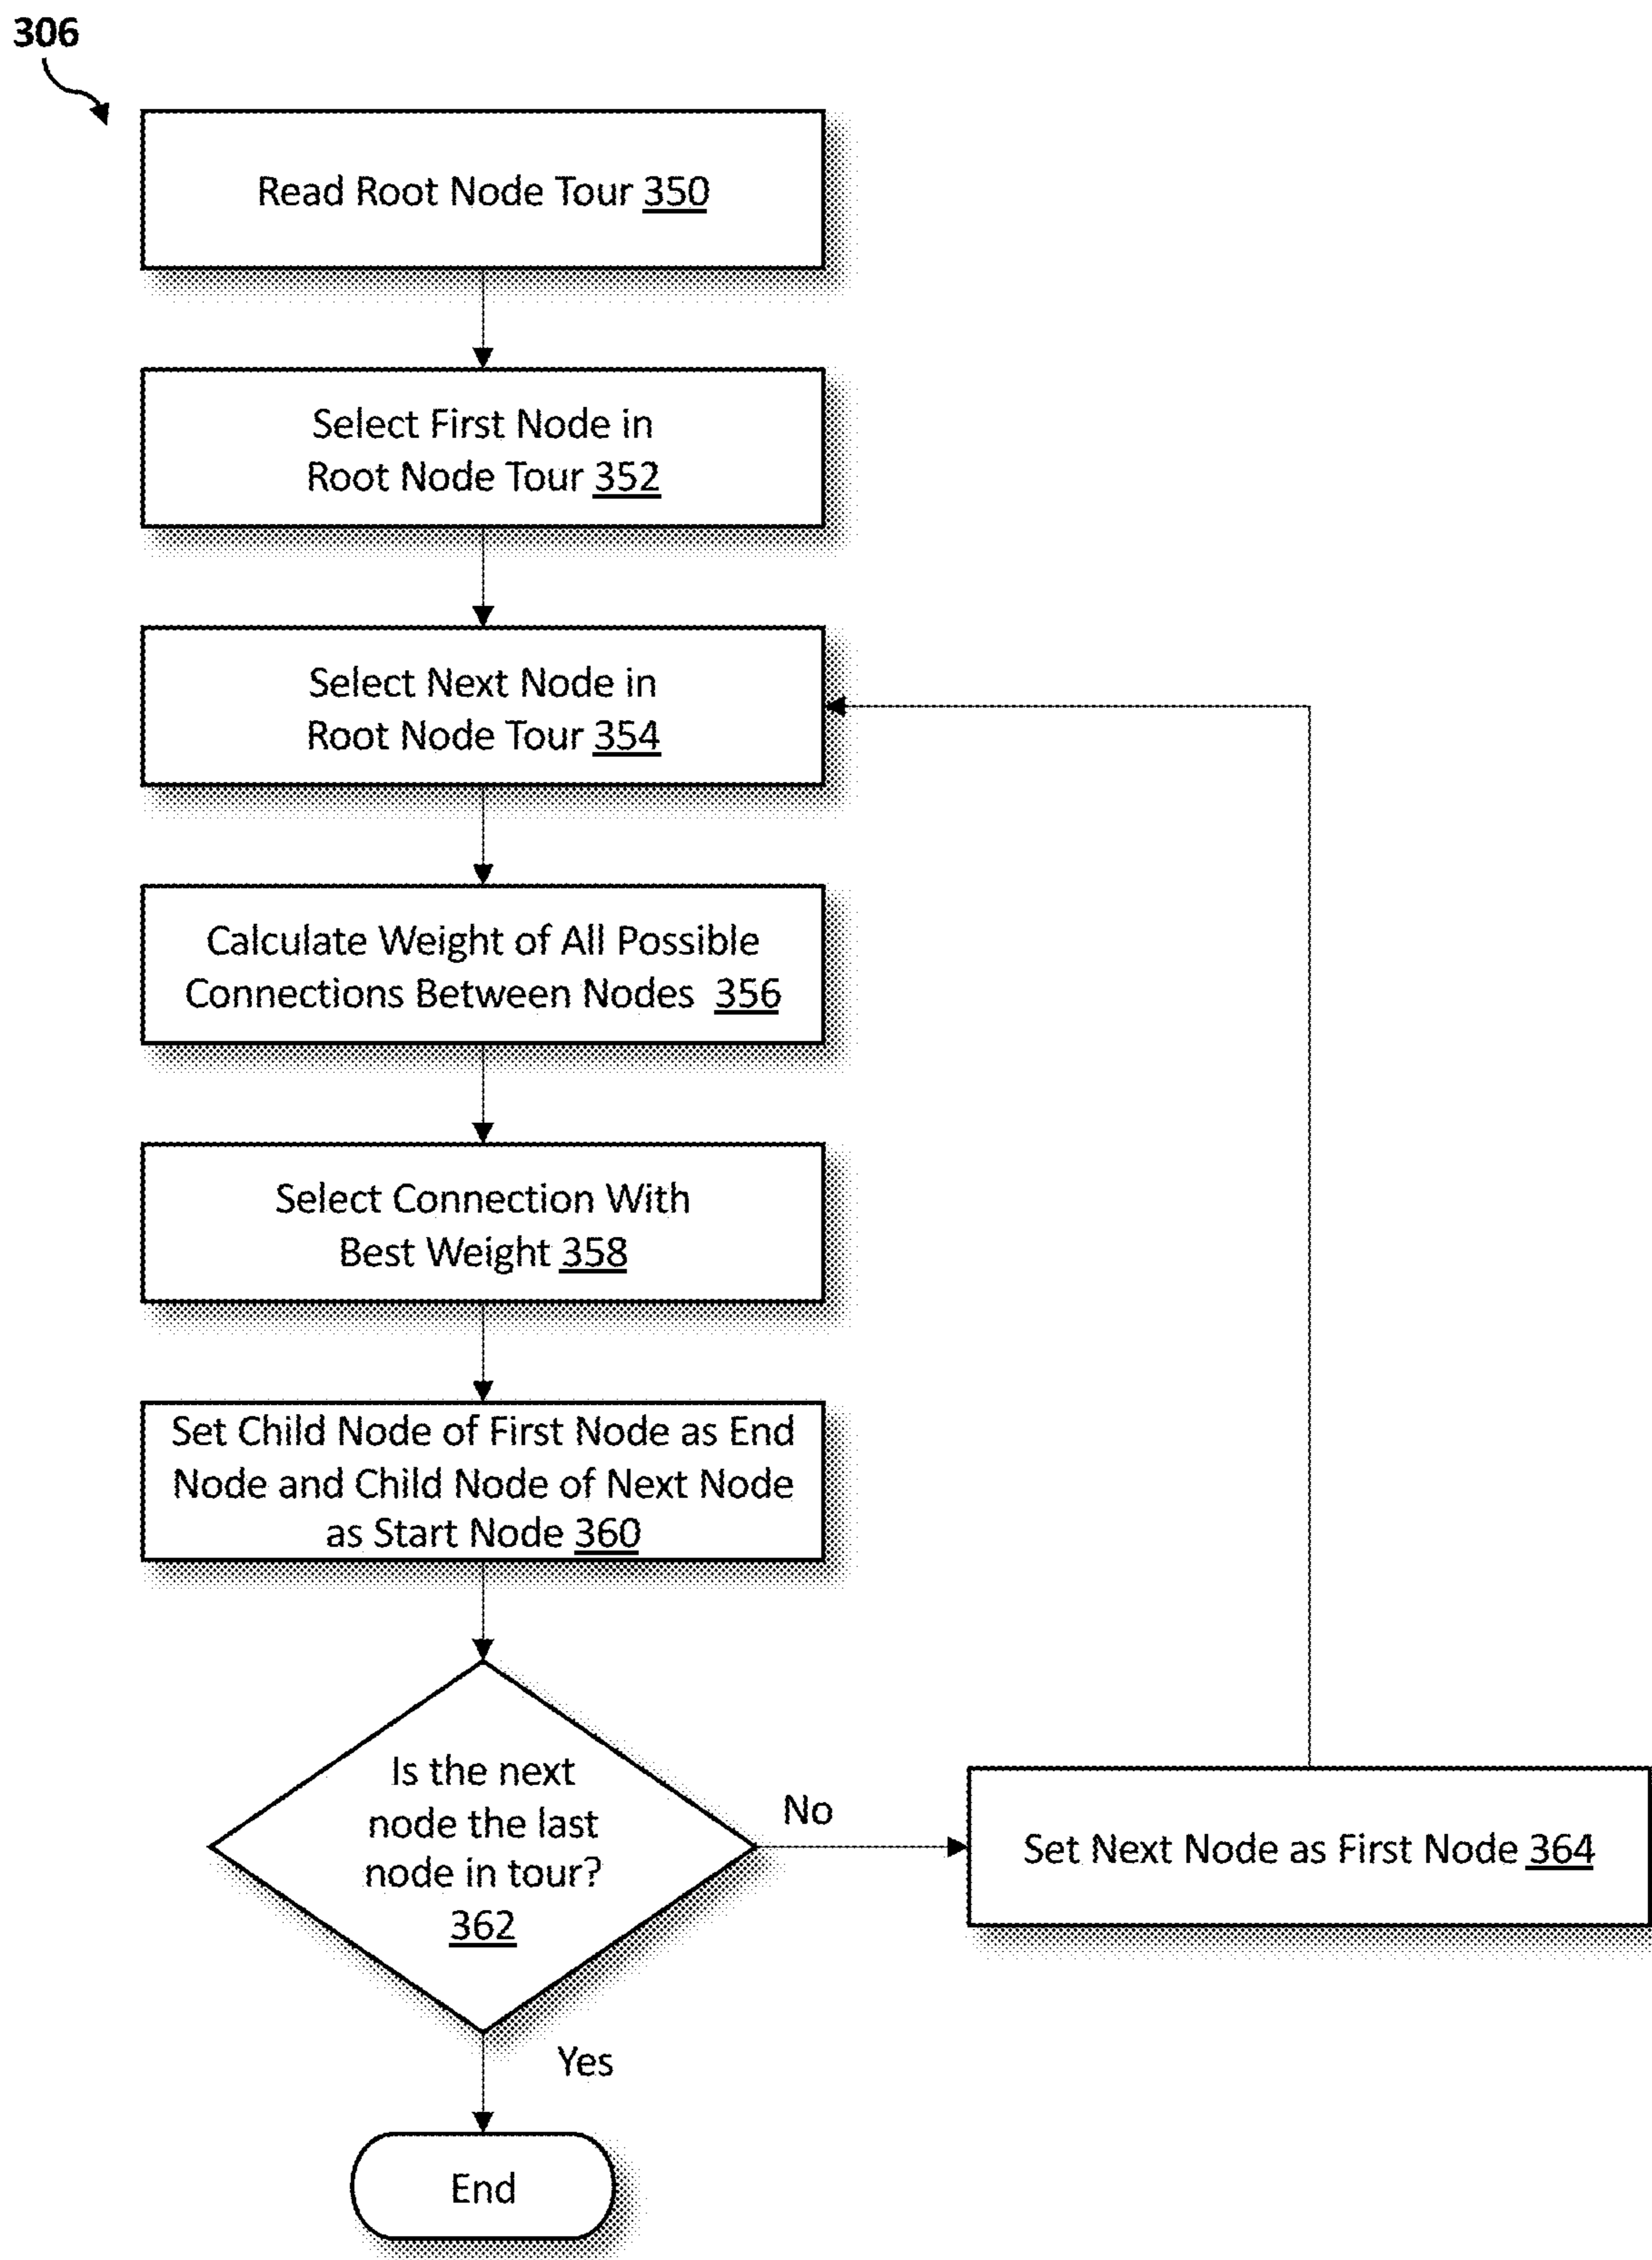 306
Read Root Node Tour 350
Select First Node in
Root Node Tour 352
Select Next Node in
Root Node Tour 354
Calculate Weight of All Possible
Connections Between Nodes 356
Select Connection With
Best Weight 358
Set Child Node of First Node as End
Node and Child Node of Next Node
as Start Node 360
Is the next
node the last
node in tour?
362
No
Set Next Node as First Node 364
Yes
End